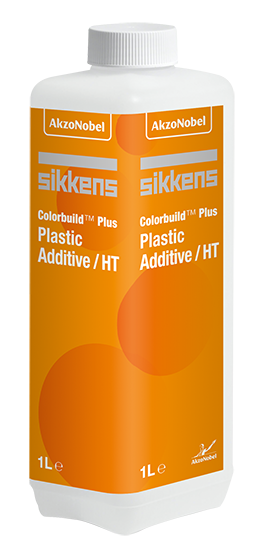 AkzoNobel
sikkens
Colorbuild™ Plus
Plastic
Additive / HT
1L ℮
AkzoNobel
sikkens
Colorbuild™ Plus
Plastic
Additive / HT
1L ℮
AkzoNobel